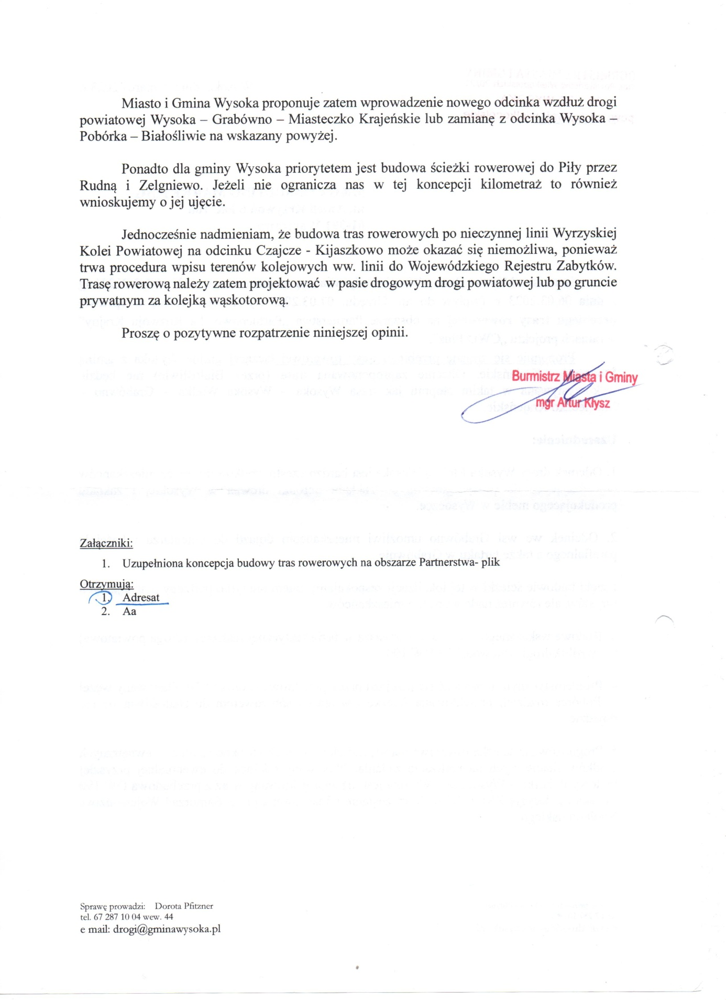 Miasto i Gmina Wysoka proponuje zatem wprowadzenie nowego odcinka wzdłuż drogi
powiatowej Wysoka – Grabówno – Miasteczko Krajeńskie lub zamianę z odcinka Wysoka –
Pobórka – Białośliwie na wskazany powyżej.
Ponadto dla gminy Wysoka priorytetem jest budowa ścieżki rowerowej do Piły przez
Rudną i Zelgniewo. Jeżeli nie ogranicza nas w tej koncepcji kilometraż to również
wnioskujemy o jej ujęcie.
Jednocześnie nadmieniam, że budowa tras rowerowych po nieczynnej linii Wyrzyskiej
Kolei Powiatowej na odcinku Czajcze - Kijaszkowo może okazać się niemożliwa, ponieważ
trwa procedura wpisu terenów kolejowych ww. linii do Wojewódzkiego Rejestru Zabytków.
Trasę rowerową należy zatem projektować w pasie drogowym drogi powiatowej lub po gruncie
prywatnym za kolejką wąskotorową.
Proszę o pozytywne rozpatrzenie niniejszej opinii.
Burmistrz Miasta i Gminy
mgr Artur Kłysz
Załączniki:
1. Uzupełniona koncepcja budowy tras rowerowych na obszarze Partnerstwa- plik
Otrzymują:
1. Adresat
2. Aa
Sprawę prowadzi: Dorota Pfitzner
tel. 67 287 10 04 wew. 44
e mail: drogi@gminawysoka.pl